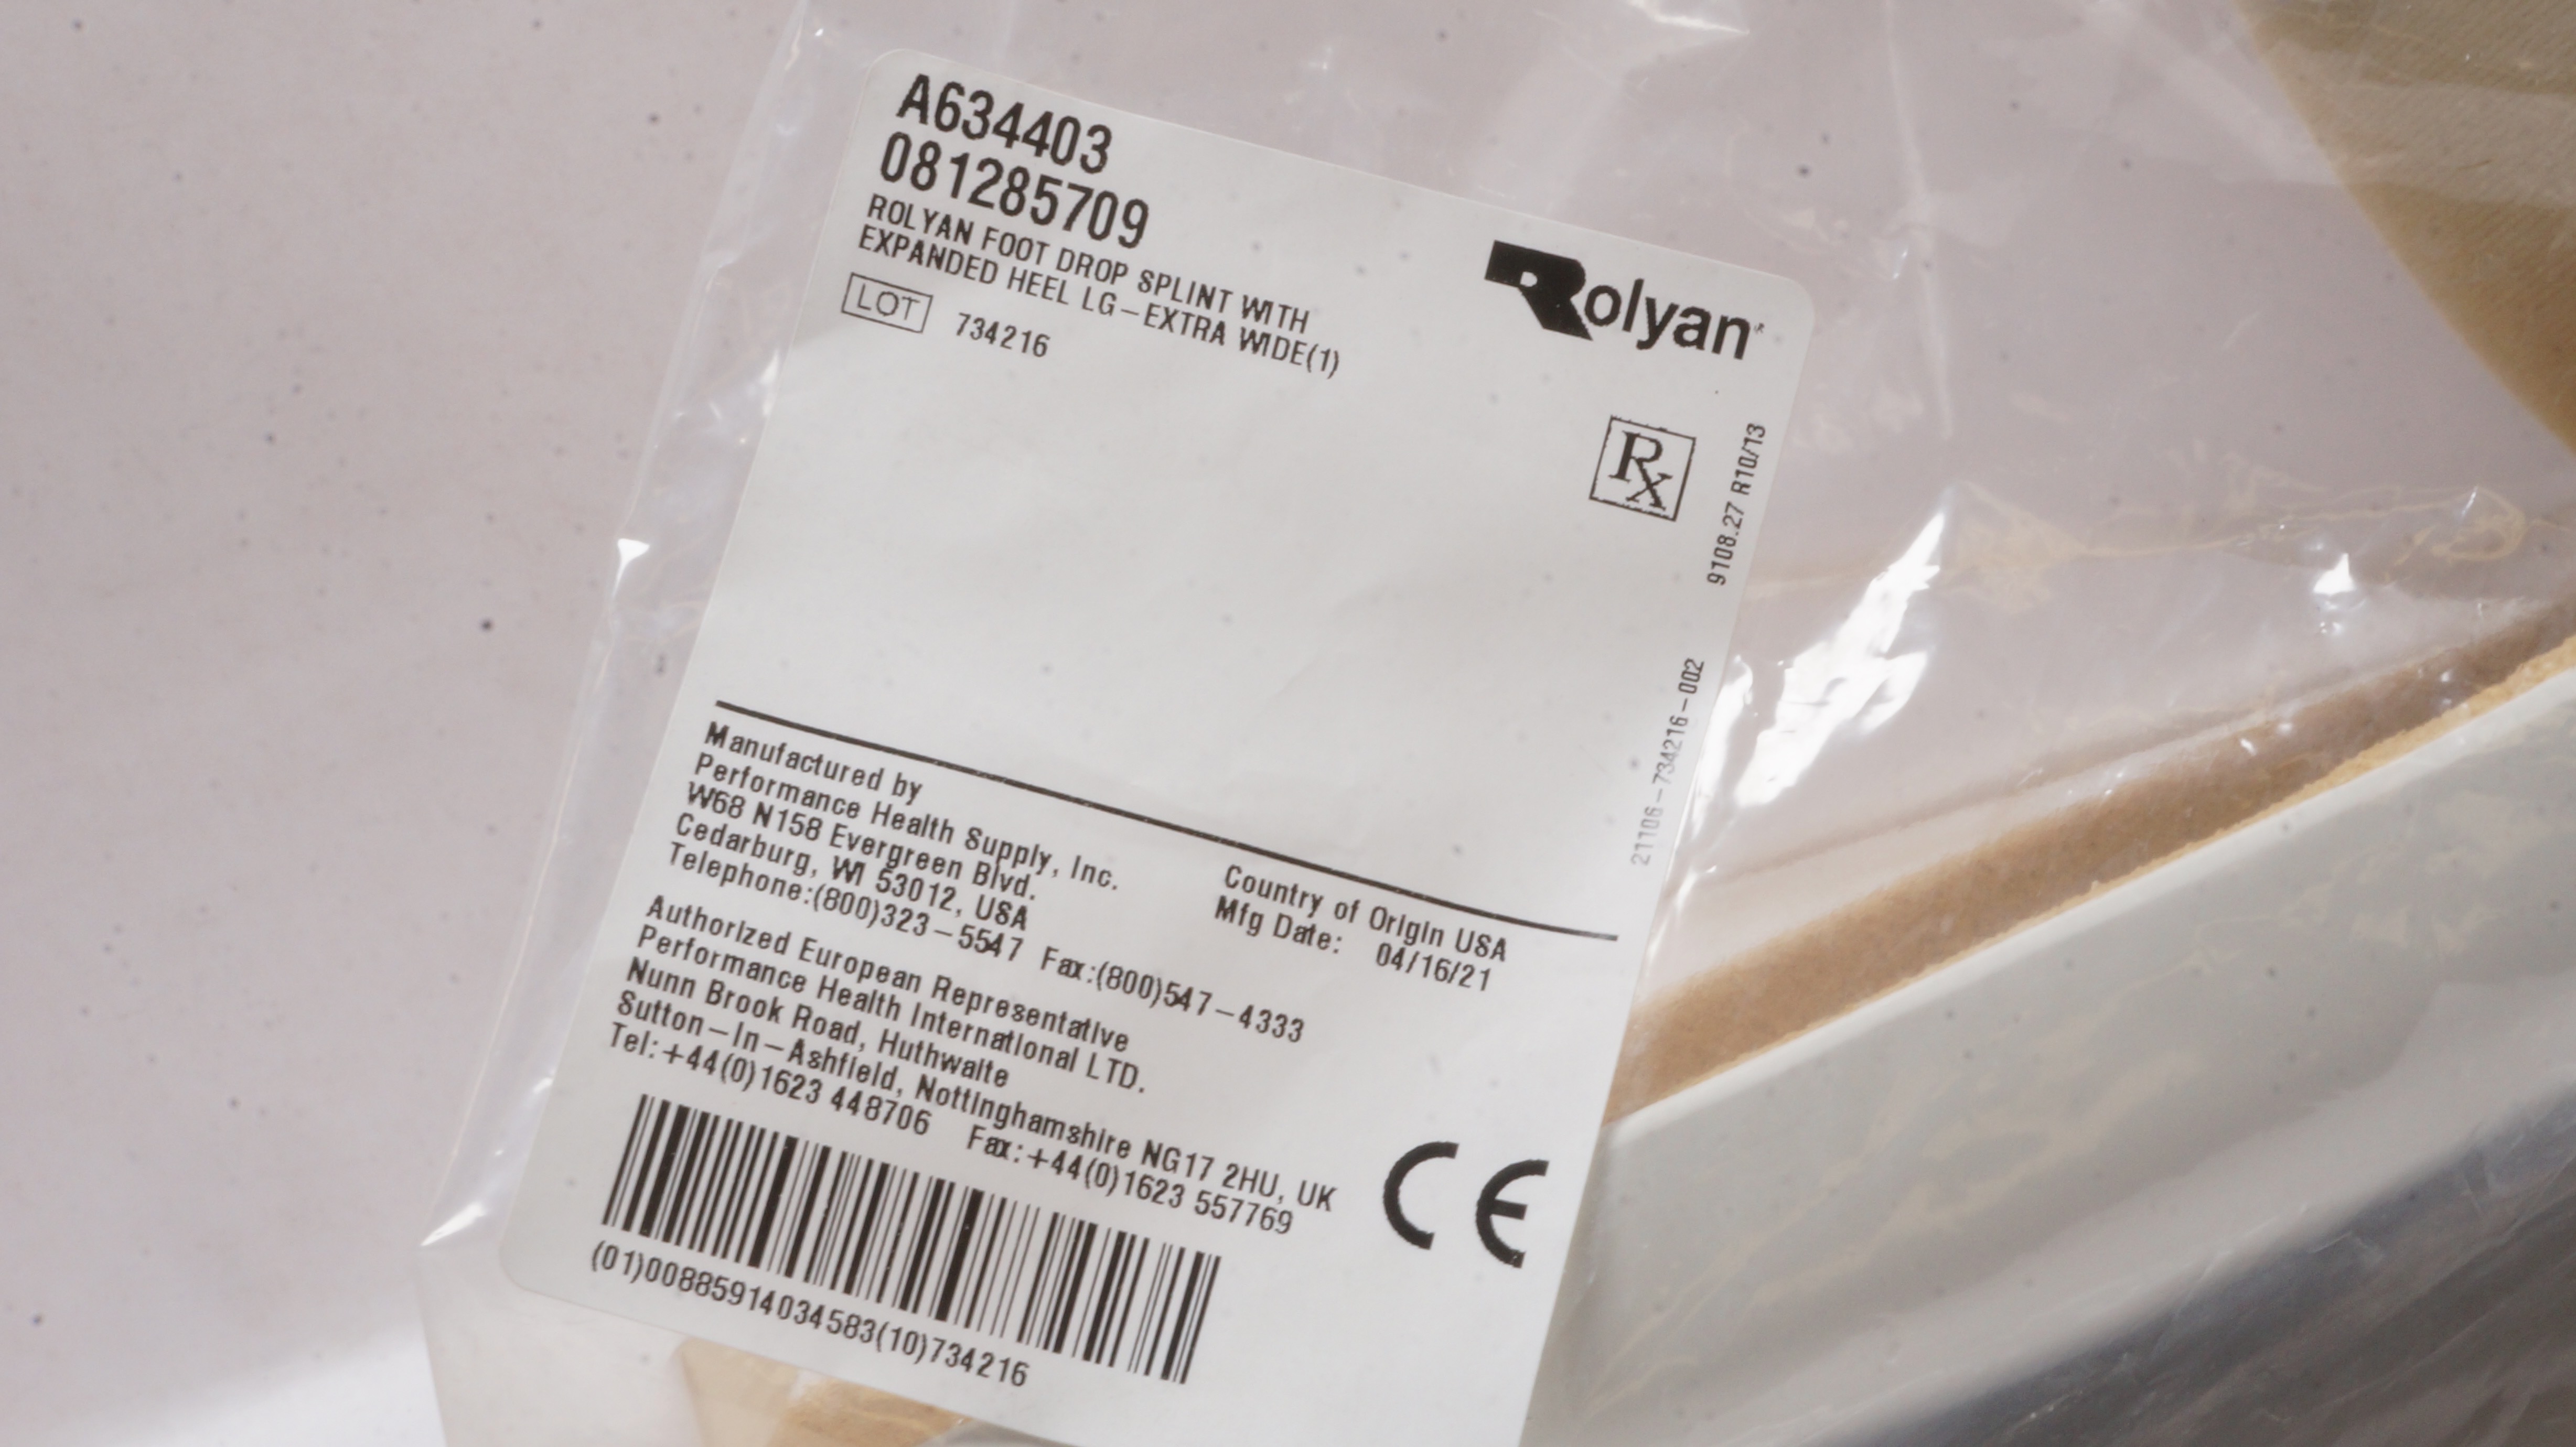 A634403
081285709
ROLYAN FOOT DROP SPLINT WITH
EXPANDED HEEL LG-EXTRA WIDE(1)
LOT 734216
Rolyan
Rx
9108.27 R10/13
21106-734216-002
Manufactured by
Performance Health Supply, Inc.
W68 N158 Evergreen Blvd.
Cedarburg, WI 53012, USA
Telephone:(800)323-5547 Fax:(800)547-4333
Country of Origin USA
Mfg Date: 04/16/21
Authorized European Representative
Performance Health International LTD.
Nunn Brook Road, Huthwaite
Sutton-In-Ashfield, Nottinghamshire NG17 2HU, UK
Tel:+44(0)1623 448706 Fax:+44(0)1623 557769
CE
(01)00885914034583(10)734216